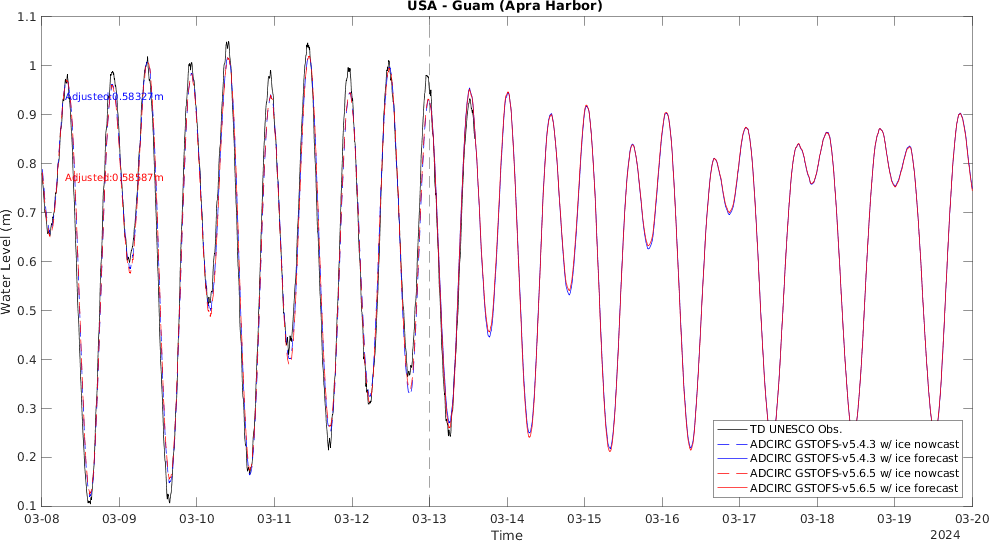 USA - Guam (Apra Harbor)
1.1
1
0.9
0.8
0.7
0.6
0.5
0.4
0.3
0.2
0.1
Water Level (m)
Adjusted:0.58327m
Adjusted:0.58587m
TD UNESCO Obs.
ADCIRC GSTOFS-v5.4.3 w/ ice nowcast
ADCIRC GSTOFS-v5.4.3 w/ ice forecast
ADCIRC GSTOFS-v5.6.5 w/ ice nowcast
ADCIRC GSTOFS-v5.6.5 w/ ice forecast
03-08 03-09 03-10 03-11 03-12 03-13 03-14 03-15 03-16 03-17 03-18 03-19 03-20
Time
2024